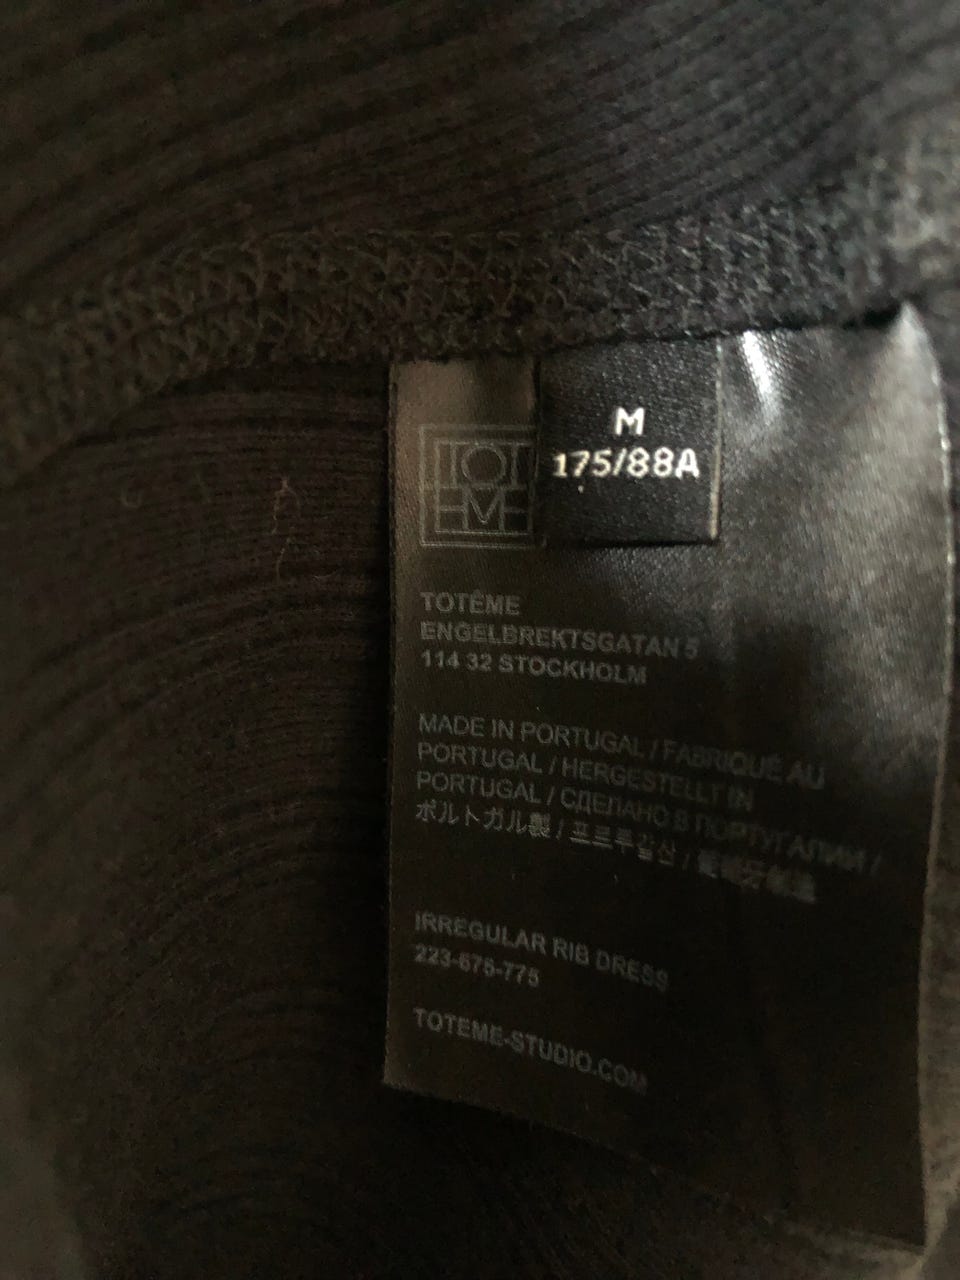 TOT
EME
M
175/88A
TOTÊME
ENGELBREKTSGATAN 5
114 32 STOCKHOLM
MADE IN PORTUGAL / FABRIQUÉ AU
PORTUGAL / HERGESTELLT IN
PORTUGAL / СДЕЛАНО В ПОРТУГАЛИИ /
ポルトガル製 / 포르투갈산 /
IRREGULAR RIB DRESS
223-675-775
TOTEME-STUDIO.COM